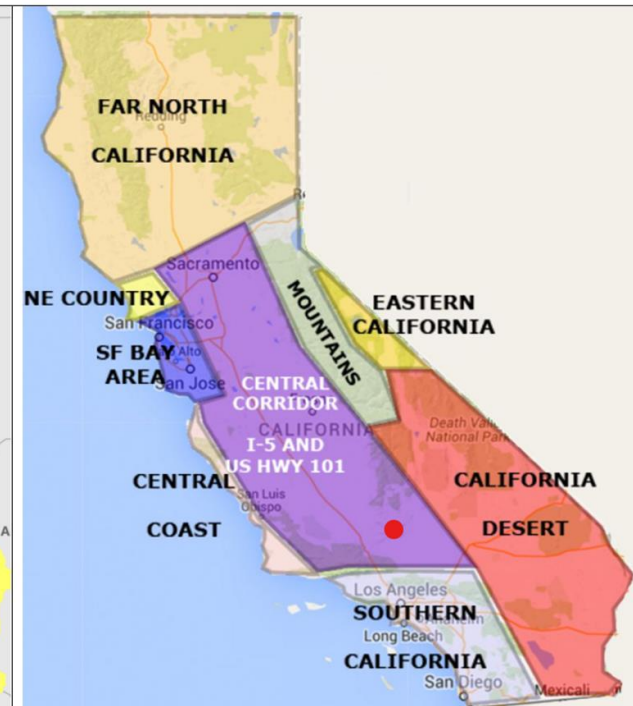 FAR NORTH
Redding
CALIFORNIA
Sacramento
NE COUNTRY
San Francisco
SF BAY
Alto
AREA
San Jose
MOUNTAINS
EASTERN
CALIFORNIA
CENTRAL
CORRIDOR
CALIFORNIA
I-5 AND
US HWY 101
Death Vall
National Park
CENTRAL
San Luis
Obispo
COAST
CALIFORNIA
DESERT
A
Los Angeles
SOUTHERN
Anaheim
Long Beach
CALIFORNIA
San Diego
Mexicali